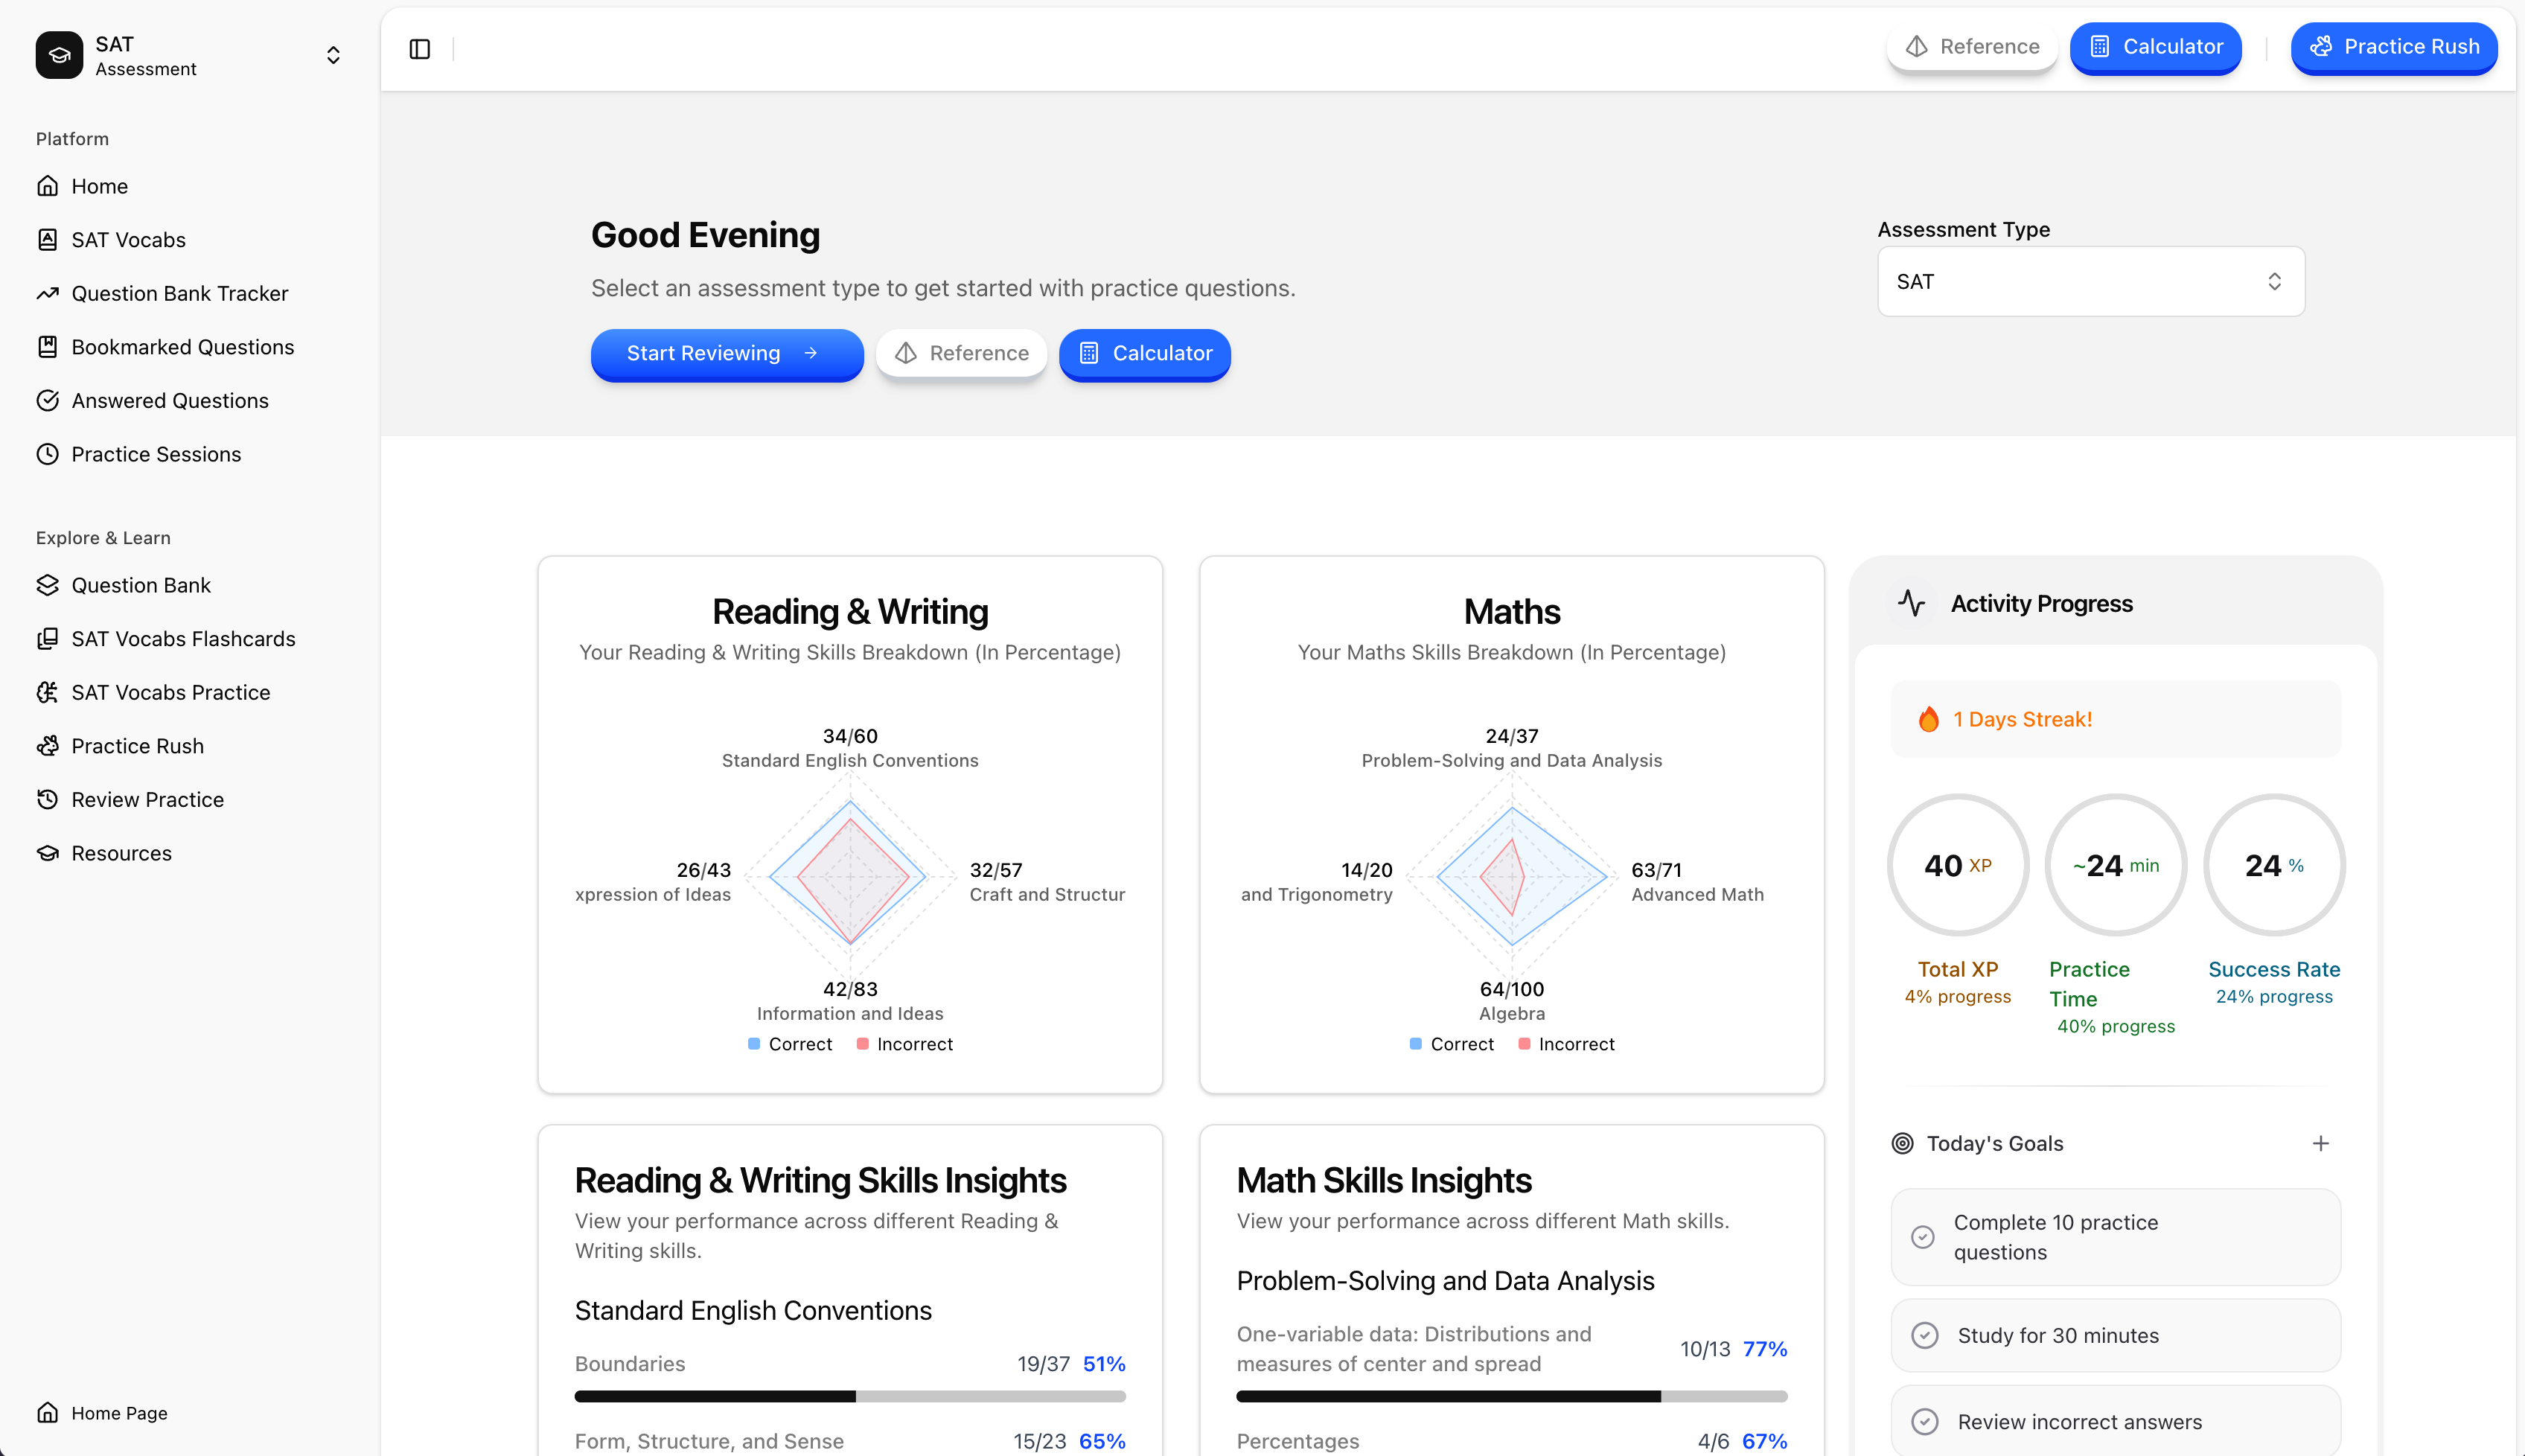 SAT
Assessment
Platform
Home
SAT Vocabs
Question Bank Tracker
Bookmarked Questions
Answered Questions
Practice Sessions
Explore & Learn
Question Bank
SAT Vocabs Flashcards
SAT Vocabs Practice
Practice Rush
Review Practice
Resources
Home Page
Reference
Calculator
Practice Rush
Good Evening
Select an assessment type to get started with practice questions.
Start Reviewing
Reference
Calculator
Assessment Type
SAT
Reading & Writing
Your Reading & Writing Skills Breakdown (In Percentage)
34/60
Standard English Conventions
26/43
xpression of Ideas
32/57
Craft and Structur
42/83
Information and Ideas
Correct
Incorrect
Maths
Your Maths Skills Breakdown (In Percentage)
24/37
Problem-Solving and Data Analysis
14/20
and Trigonometry
63/71
Advanced Math
64/100
Algebra
Correct
Incorrect
Reading & Writing Skills Insights
View your performance across different Reading &
Writing skills.
Standard English Conventions
Boundaries
19/37 51%
Form, Structure, and Sense
15/23 65%
Math Skills Insights
View your performance across different Math skills.
Problem-Solving and Data Analysis
One-variable data: Distributions and
measures of center and spread
10/13 77%
Percentages
4/6 67%
Activity Progress
1 Days Streak!
40 XP
~24 min
24 %
Total XP
4% progress
Practice
Time
40% progress
Success Rate
24% progress
Today's Goals
Complete 10 practice
questions
Study for 30 minutes
Review incorrect answers